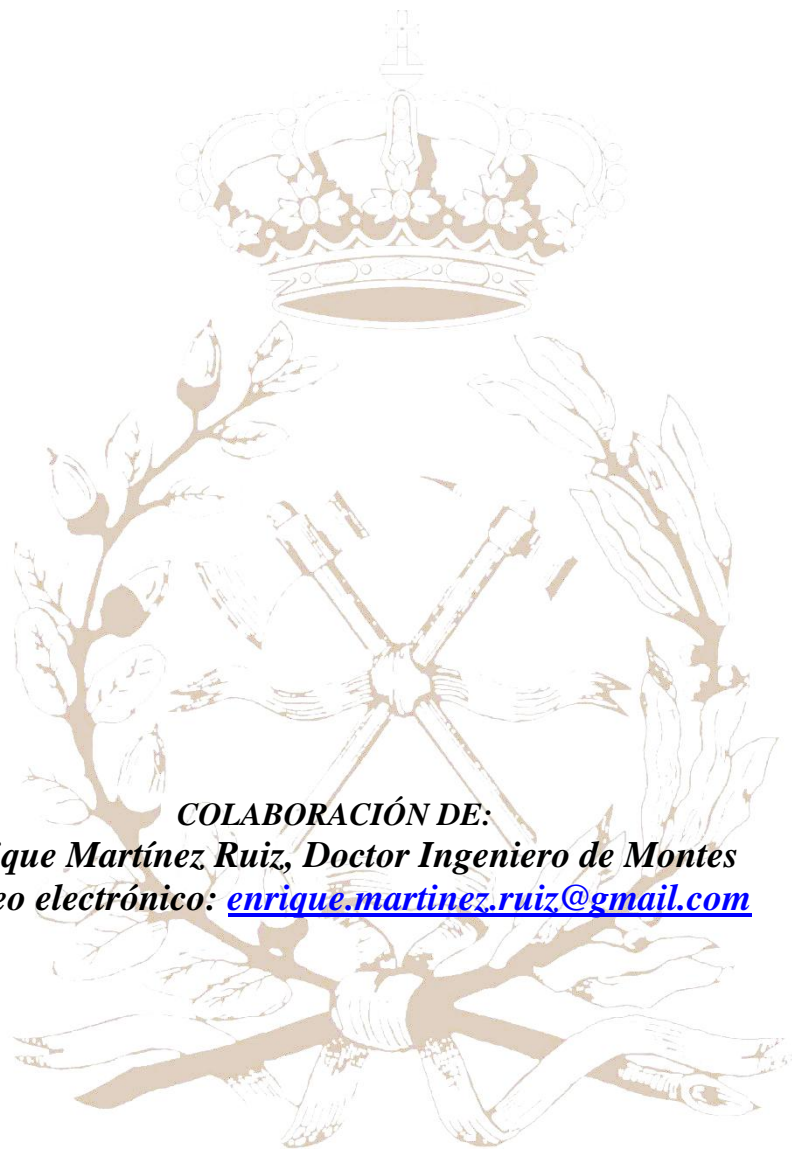 COLABORACIÓN DE:
ique Martínez Ruiz, Doctor Ingeniero de Montes
eo electrónico: enrique.martinez.ruiz@gmail.com